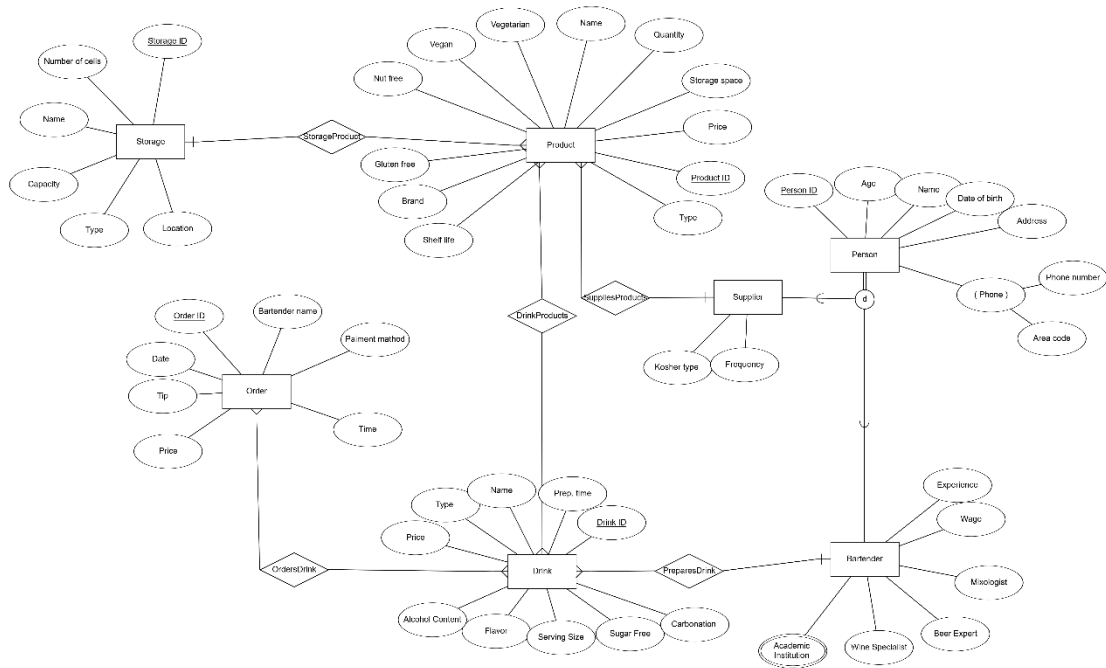 Storage ID
Number of cells
Name
Storage
Capacity
Type
Location
StorageProduct
Vegetarian
Name
Vegan
Quantity
Nut free
Storage space
Product
Price
Gluten free
Product ID
Brand
Type
Shelf life
Person ID
Age
Name
Date of birth
Address
Person
( Phone )
Phone number
Area code
d
SuppliesProducts
Supplier
Kosher type
Frequency
DrinkProducts
Order ID
Bartender name
Paiment mathod
Date
Order
Tip
Price
Time
OrdersDrink
Name
Prep. time
Type
Drink ID
Price
Drink
Alcohol Content
Flavor
Serving Size
Sugar Free
Carbonation
PreparesDrink
Experience
Wage
Bartender
Mixologist
Beer Expert
Wine Specialist
Academic
Institution